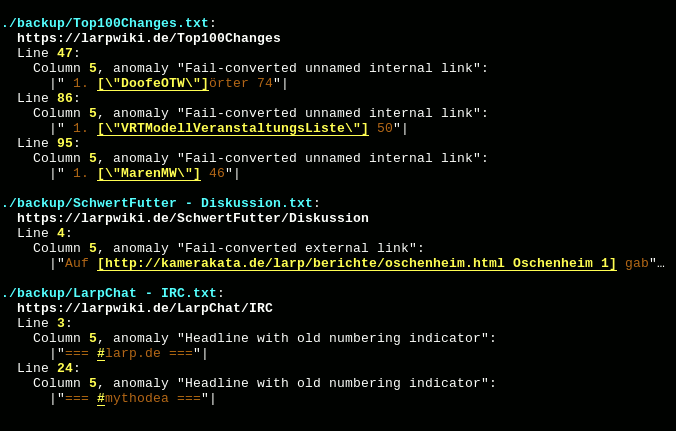 ./backup/Top100Changes.txt:
https://larpwiki.de/Top100Changes
Line 47:
Column 5, anomaly "Fail-converted unnamed internal link":
|" 1. [\"DoofeOTW\"]örter 74"|
Line 86:
Column 5, anomaly "Fail-converted unnamed internal link":
|" 1. [\"VRTModellVeranstaltungsListe\"] 50"|
Line 95:
Column 5, anomaly "Fail-converted unnamed internal link":
|" 1. [\"MarenMW\"] 46"|
./backup/SchwertFutter - Diskussion.txt:
https://larpwiki.de/SchwertFutter/Diskussion
Line 4:
Column 5, anomaly "Fail-converted external link":
|"Auf [http://kamerakata.de/larp/berichte/oschenheim.html Oschenheim 1] gab"…
./backup/LarpChat - IRC.txt:
https://larpwiki.de/LarpChat/IRC
Line 3:
Column 5, anomaly "Headline with old numbering indicator":
|"=== #larp.de ==="|
Line 24:
Column 5, anomaly "Headline with old numbering indicator":
|"=== #mythodea ==="|